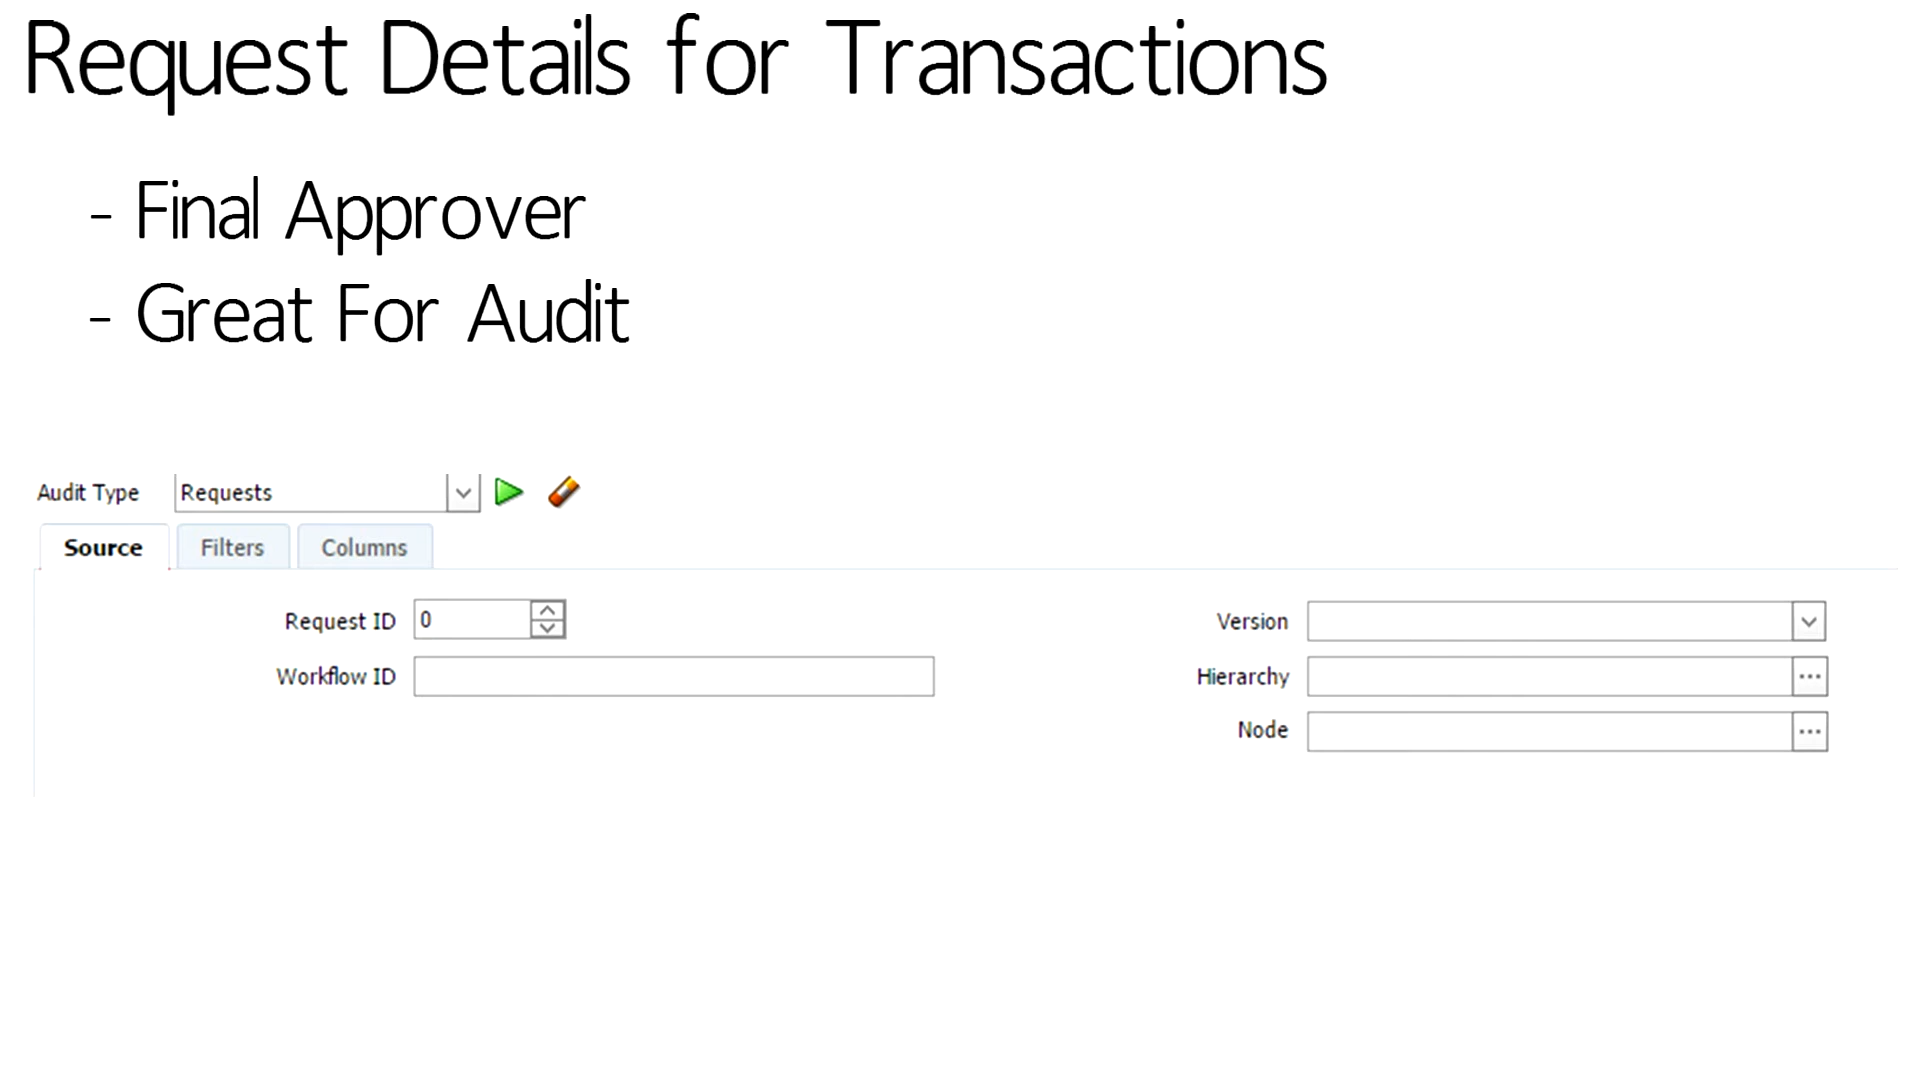 Request Details for Transactions
- Final Approver
- Great For Audit
Audit Type Requests
Source Filters Columns
Request ID 0 Version
Workflow ID Hierarchy
Node